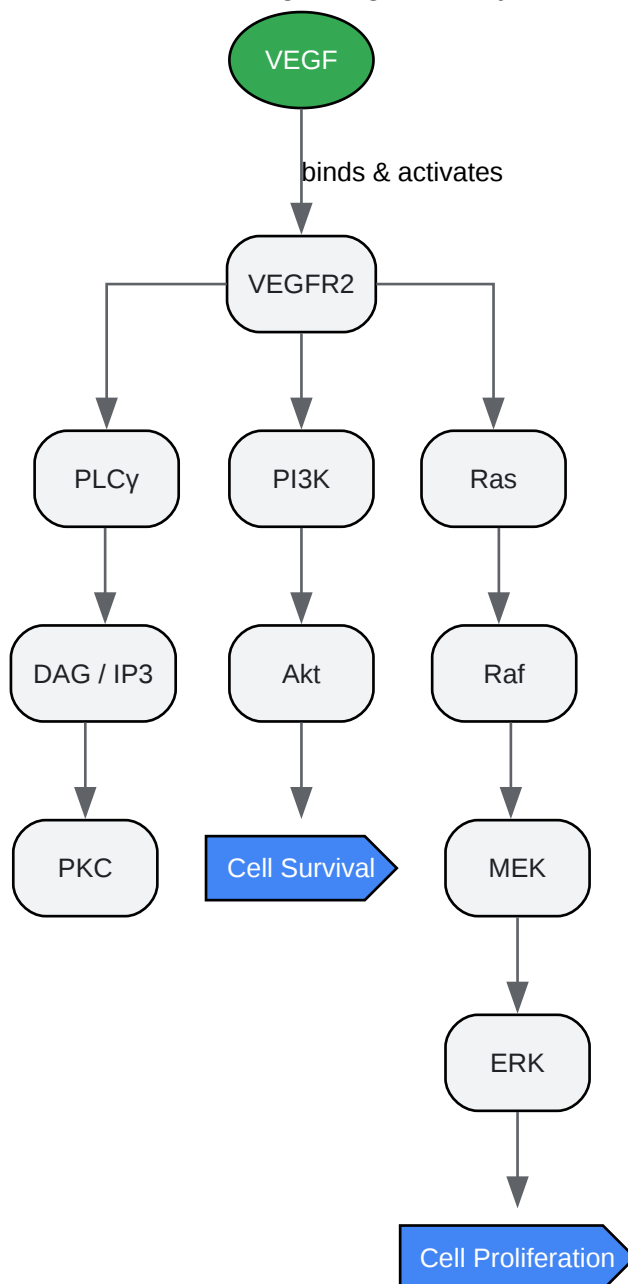 VEGF
binds & activates
VEGFR2
PLCγ
PI3K
Ras
DAG / IP3
Akt
Raf
PKC
Cell Survival
MEK
ERK
Cell Proliferation